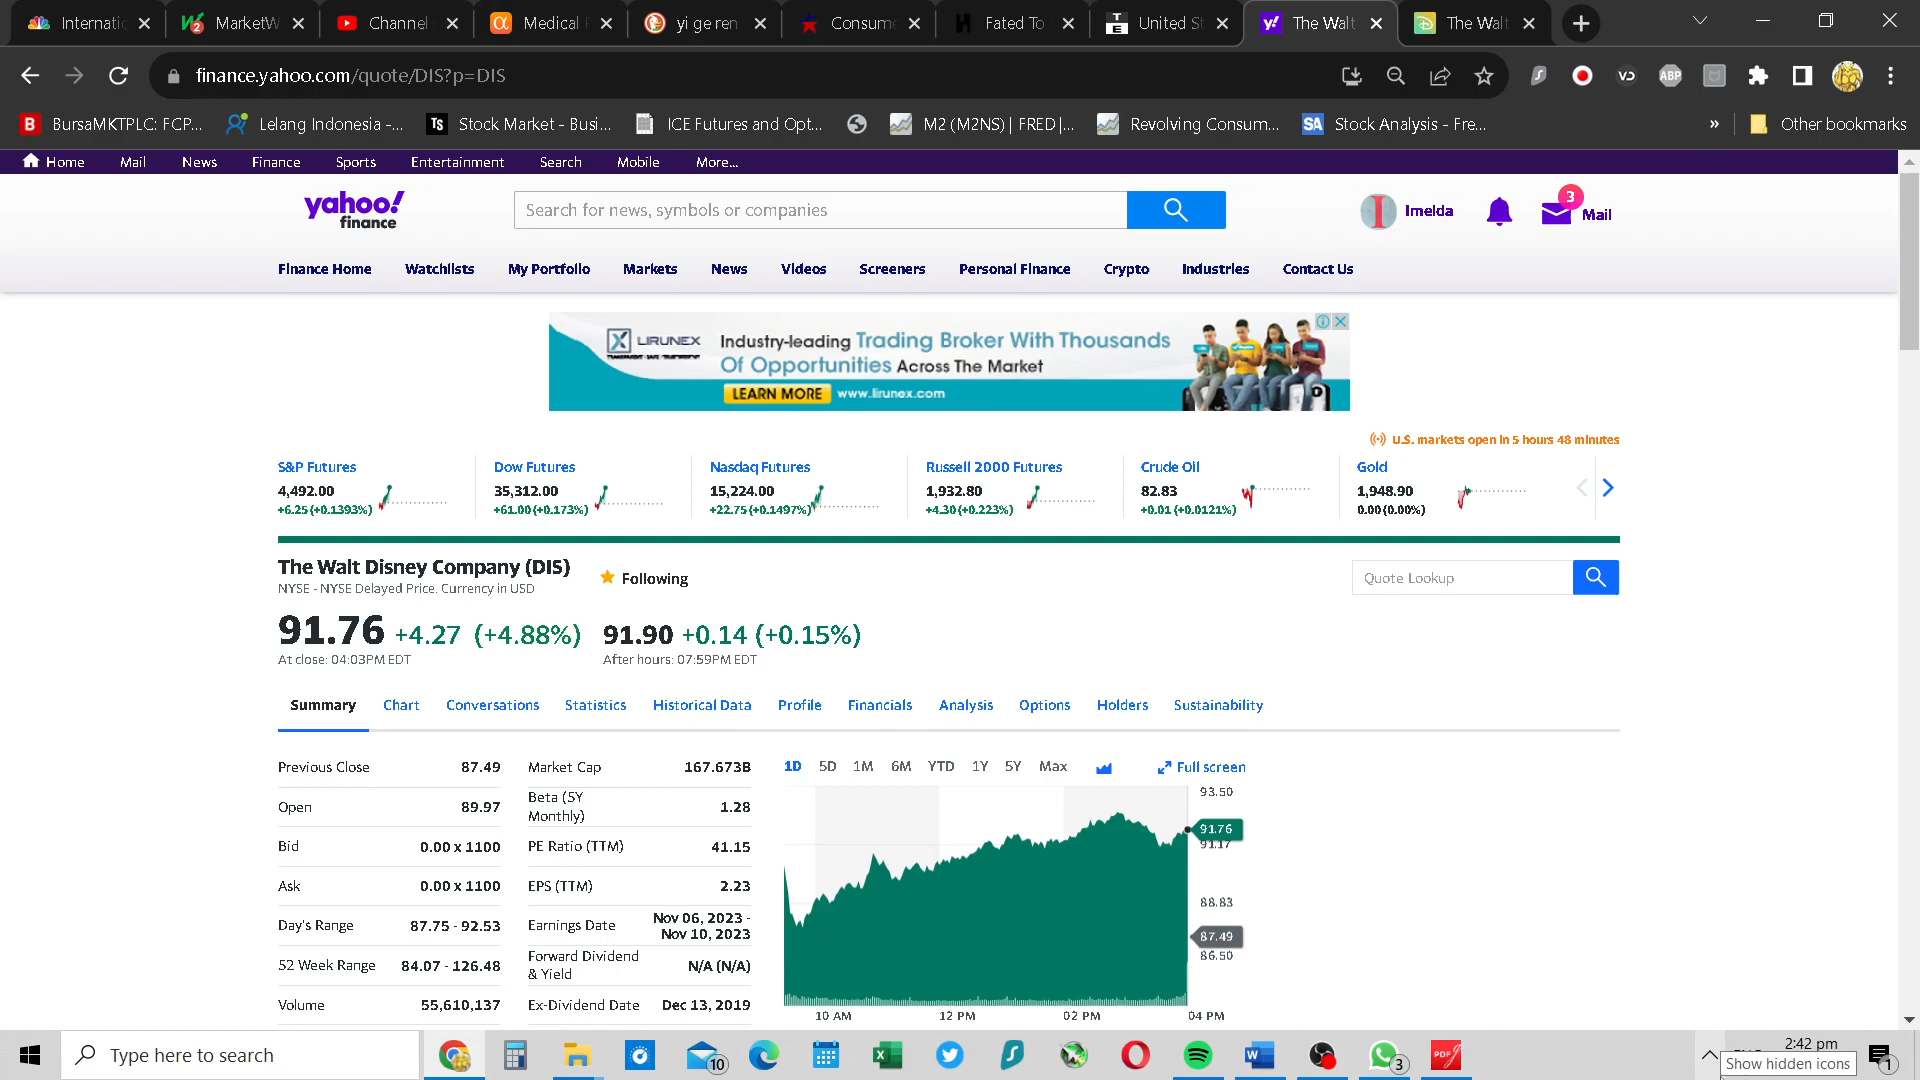 Internati
MarketW
Channel
Medical
yi ge ren
Consume
Fated To
United St
The Walt
The Walt
finance.yahoo.com/quote/DIS?p=DIS
BursaMKTPLC: FCP...
Lelang Indonesia -...
Stock Market - Busi...
ICE Futures and Opt...
M2 (M2NS) | FRED |...
Revolving Consum...
Stock Analysis - Fre...
»
Other bookmarks
Home Mail News Finance Sports Entertainment Search Mobile More...
yahoo!
finance
Search for news, symbols or companies
Imelda
3
Mail
Finance Home Watchlists My Portfolio Markets News Videos Screeners Personal Finance Crypto Industries Contact Us
LIRUNEX
Industry-leading Trading Broker With Thousands
Of Opportunities Across The Market
LEARN MORE www.lirunex.com
U.S. markets open in 5 hours 48 minutes
S&P Futures
4,492.00
+6.25 (+0.1393%)
Dow Futures
35,312.00
+61.00 (+0.173%)
Nasdaq Futures
15,224.00
+22.75 (+0.1497%)
Russell 2000 Futures
1,932.80
+4.30 (+0.223%)
Crude Oil
82.83
+0.01 (+0.0121%)
Gold
1,948.90
0.00 (0.00%)
The Walt Disney Company (DIS)
NYSE - NYSE Delayed Price. Currency in USD
Following
Quote Lookup
91.76 +4.27 (+4.88%)
At close: 04:03PM EDT
91.90 +0.14 (+0.15%)
After hours: 07:59PM EDT
Summary Chart Conversations Statistics Historical Data Profile Financials Analysis Options Holders Sustainability
Previous Close 87.49
Open 89.97
Bid 0.00 x 1100
Ask 0.00 x 1100
Day's Range 87.75 - 92.53
52 Week Range 84.07 - 126.48
Volume 55,610,137
Market Cap 167.673B
Beta (5Y
Monthly) 1.28
PE Ratio (TTM) 41.15
EPS (TTM) 2.23
Earnings Date Nov 06, 2023 -
Nov 10, 2023
Forward Dividend
& Yield N/A (N/A)
Ex-Dividend Date Dec 13, 2019
1D 5D 1M 6M YTD 1Y 5Y Max
Full screen
93.50
91.76
91.17
88.83
87.49
86.50
10 AM 12 PM 02 PM 04 PM
Type here to search
10
3
2:42 pm
Show hidden icons
1